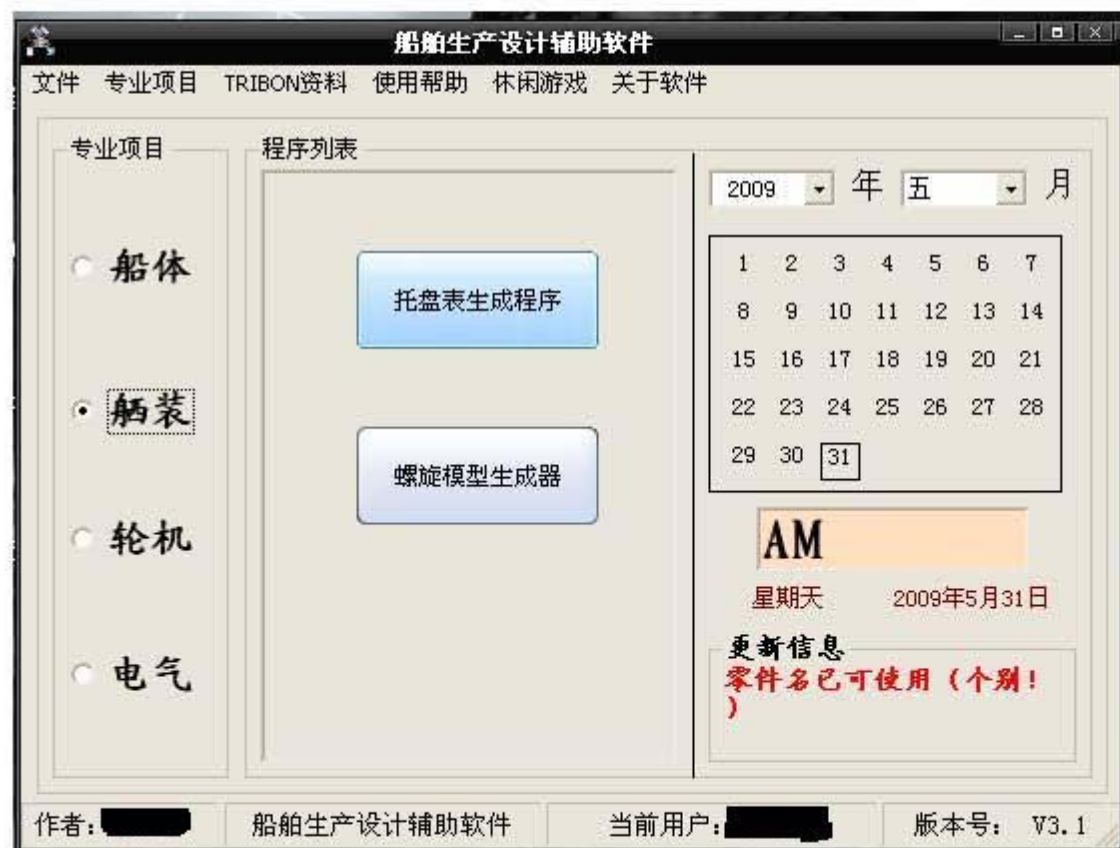 船舶生产设计辅助软件
文件 专业项目 TRIBON资料 使用帮助 休闲游戏 关于软件
专业项目
船体
舾装
轮机
电气
程序列表
托盘表生成程序
螺旋模型生成器
2009 年 五 月
1 2 3 4 5 6 7
8 9 10 11 12 13 14
15 16 17 18 19 20 21
22 23 24 25 26 27 28
29 30 31
AM
星期天 2009年5月31日
更新信息
零件名已可使用（个别！
）
作者： 船舶生产设计辅助软件 当前用户： 版本号： V3.1